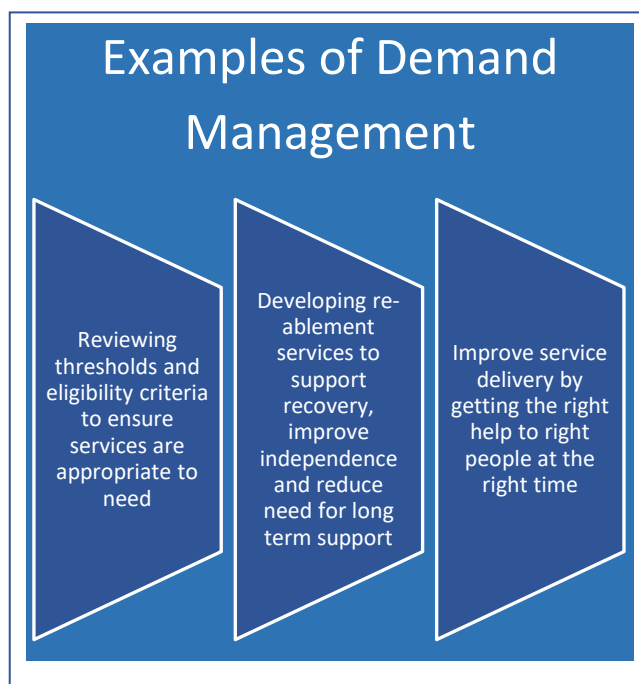 Examples of Demand
Management
Reviewing
thresholds and
eligibility criteria
to ensure
services are
appropriate to
need
Developing re-
ablement
services to
support
recovery,
improve
independence
and reduce
need for long
term support
Improve service
delivery by
getting the right
help to right
people at the
right time